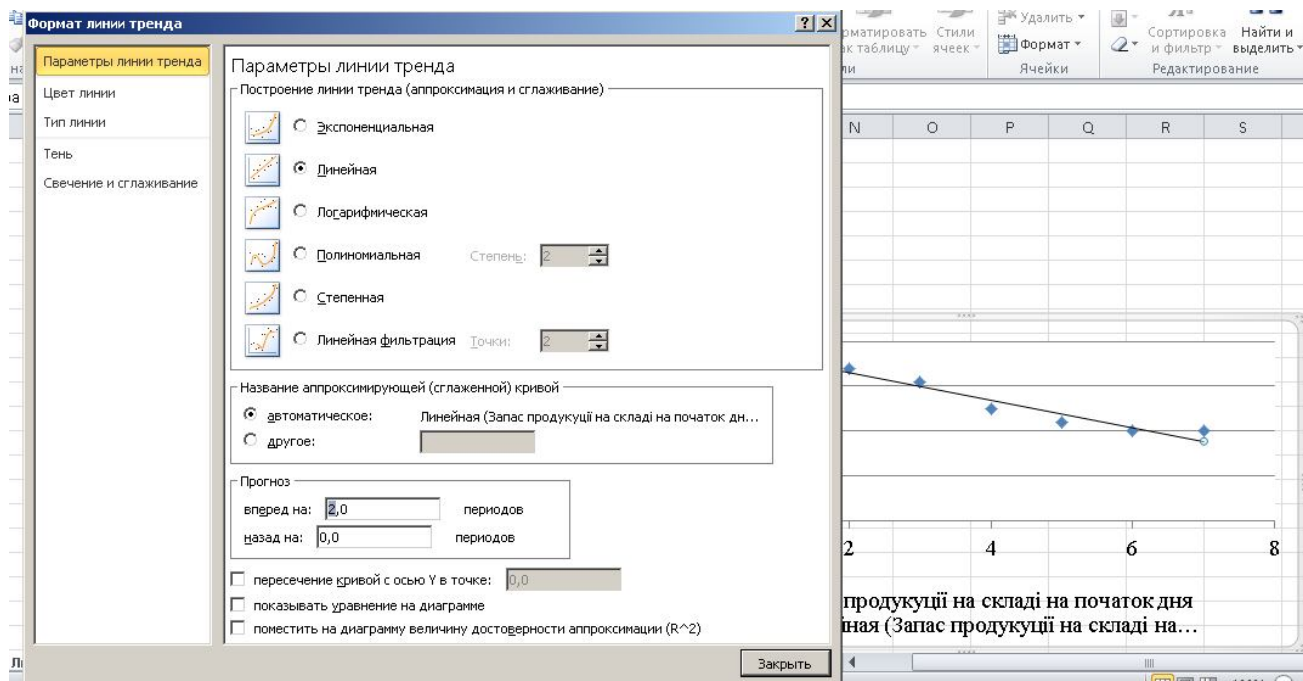 Формат линии тренда
Параметры линии тренда
Цвет линии
Тип линии
Тень
Свечение и сглаживание
Параметры линии тренда
Построение линии тренда (аппроксимация и сглаживание)
Экспоненциальная
Линейная
Логарифмическая
Полиномиальная Степень: 2
Степенная
Линейная фильтрация Точки: 2
Название аппроксимирующей (сглаженной) кривой
автоматическое: Линейная (Запас продукуції на складі на початок дн...
другое:
Прогноз
вперед на: 2,0 периодов
назад на: 0,0 периодов
пересечение кривой с осью Y в точке: 0,0
показывать уравнение на диаграмме
поместить на диаграмму величину достоверности аппроксимации (R^2)
Закрыть
Удалить
Формат
Ячейки
Стили
ячеек
Сортировка
и фильтр
Найти и
выделить
Редактирование
N O P Q R S
2 4 6 8
продукуції на складі на початок дня
(Запас продукуції на складі на...